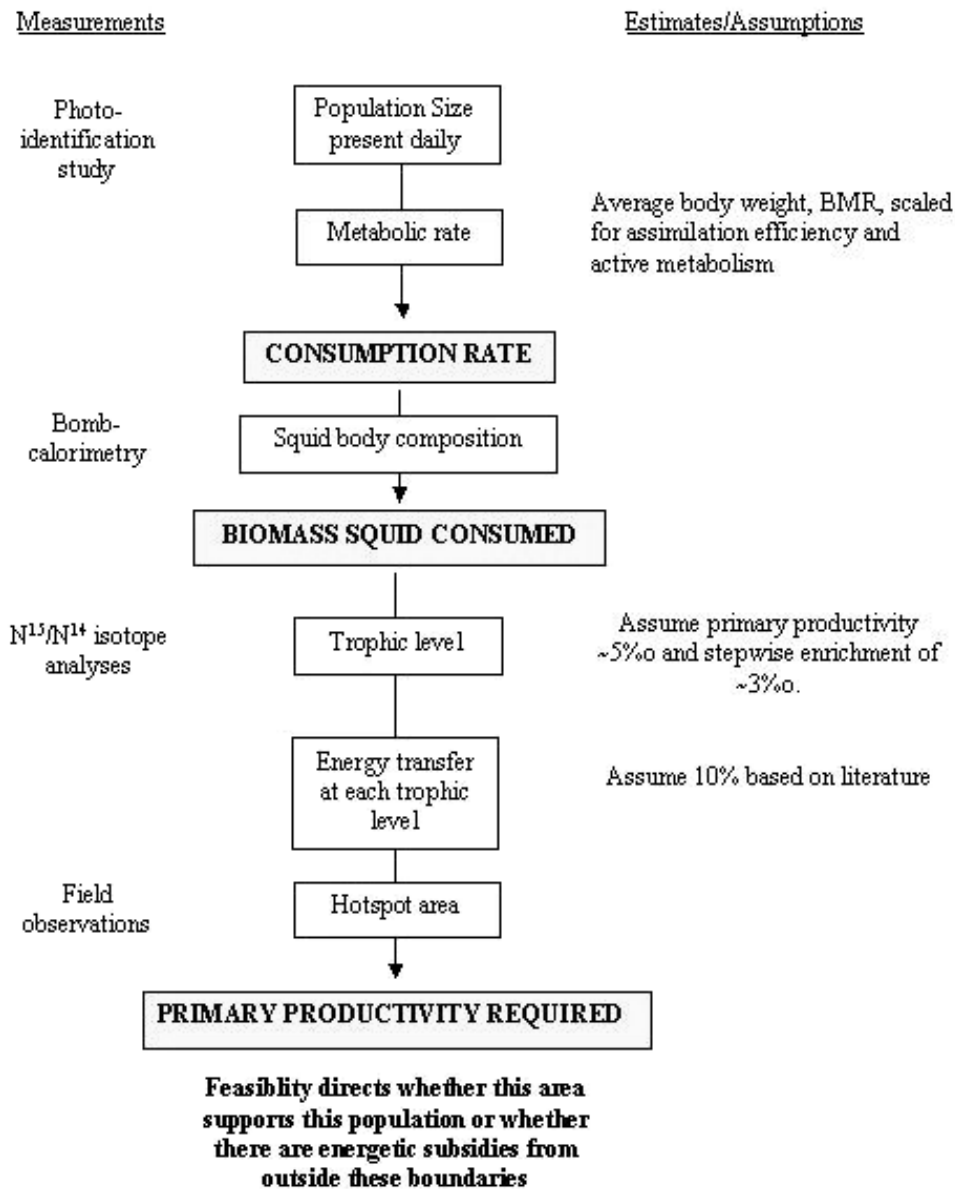 Measurements
Estimates/Assumptions
Photo-
identification
study
Population Size
present daily
Metabolic rate
Average body weight, BMR, scaled
for assimilation efficiency and
active metabolism
CONSUMPTION RATE
Bomb-
calorimetry
Squid body composition
BIOMASS SQUID CONSUMED
N¹⁵/N¹⁴ isotope
analyses
Trophic level
Assume primary productivity
~5%o and stepwise enrichment of
~3%o.
Energy transfer
at each trophic
level
Assume 10% based on literature
Field
observations
Hotspot area
PRIMARY PRODUCTIVITY REQUIRED
Feasiblity directs whether this area
supports this population or whether
there are energetic subsidies from
outside these boundaries